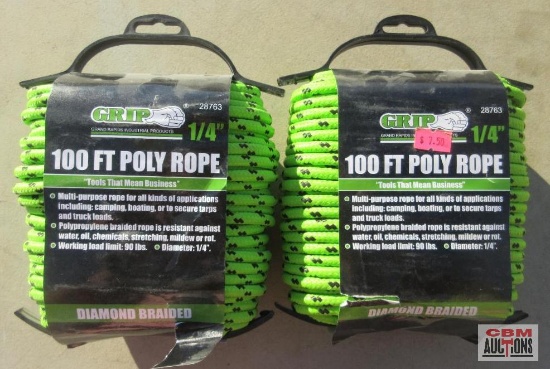 GRIP ®
28763
GRAND RAPIDS INDUSTRIAL PRODUCTS
1/4"
100 FT POLY ROPE
"Tools That Mean Business"
Multi-purpose rope for all kinds of applications
including: camping, boating, or to secure tarps
and truck loads.
Polypropylene braided rope is resistant against
water, oil, chemicals, stretching, mildew or rot.
Working load limit: 90 lbs. Diameter: 1/4".
DIAMOND BRAIDED
GRIP ®
28763
GRAND RAPIDS INDUSTRIAL PRODUCTS
1/4"
$ 7.50
100 FT POLY ROPE
"Tools That Mean Business"
Multi-purpose rope for all kinds of applications
including: camping, boating, or to secure tarps
and truck loads.
Polypropylene braided rope is resistant against
water, oil, chemicals, stretching, mildew or rot.
Working load limit: 90 lbs. Diameter: 1/4".
DIAMOND BRAIDED
CBM
AUCTIONS